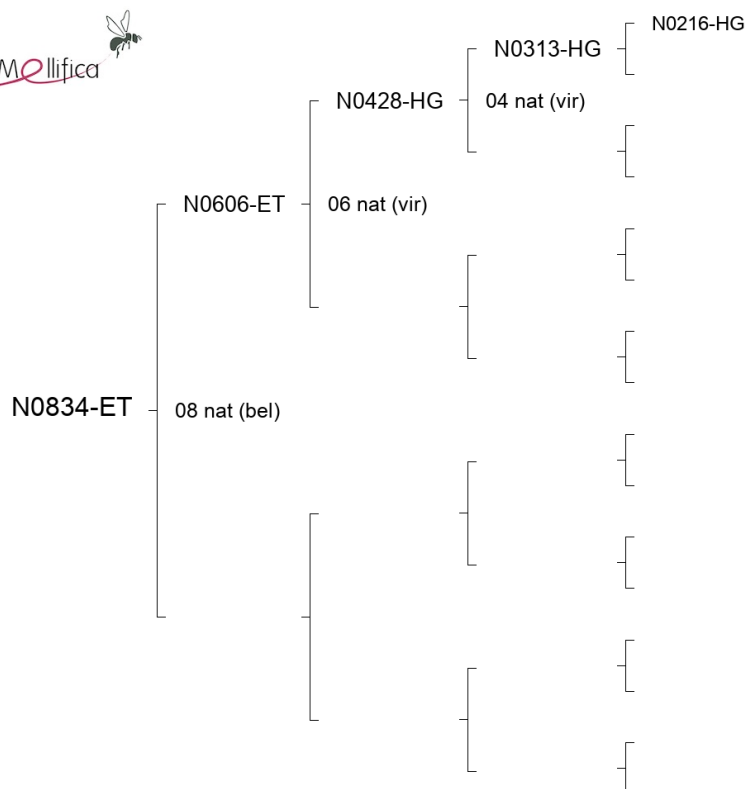 Mellifica
N0216-HG
N0313-HG
N0428-HG
04 nat (vir)
N0606-ET
06 nat (vir)
N0834-ET
08 nat (bel)